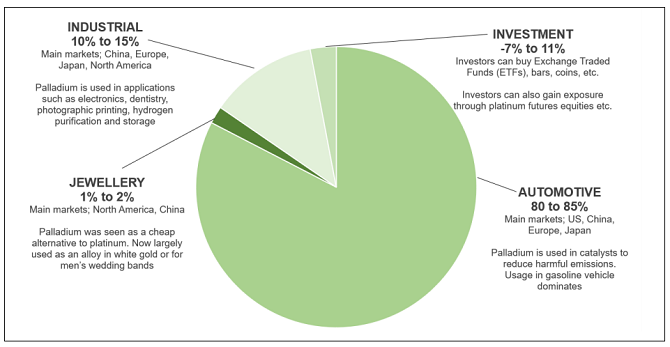 INDUSTRIAL
10% to 15%
Main markets; China, Europe,
Japan, North America
Palladium is used in applications
such as electronics, dentistry,
photographic printing, hydrogen
purification and storage
INVESTMENT
-7% to 11%
Investors can buy Exchange Traded
Funds (ETFs), bars, coins, etc.
Investors can also gain exposure
through platinum futures equities etc.
JEWELLERY
1% to 2%
Main markets; North America, China
Palladium was seen as a cheap
alternative to platinum. Now largely
used as an alloy in white gold or for
men's wedding bands
AUTOMOTIVE
80 to 85%
Main markets; US, China,
Europe, Japan
Palladium is used in catalysts to
reduce harmful emissions.
Usage in gasoline vehicle
dominates